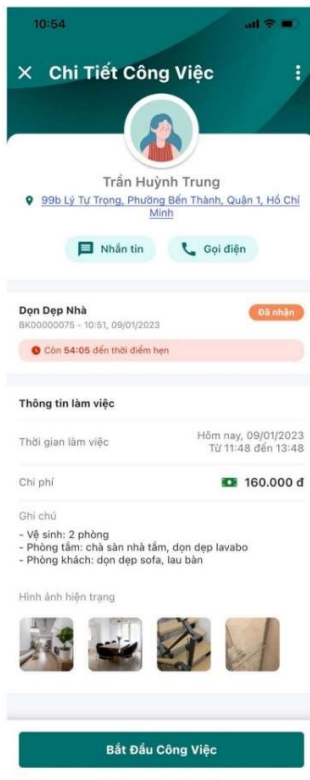 10:54
Chi Tiết Công Việc
Trần Huỳnh Trung
99b Lý Tự Trọng, Phường Bến Thành, Quận 1, Hồ Chí
Minh
Nhắn tin
Gọi điện
Dọn Dẹp Nhà
Đã nhận
BK00000075 - 10:51, 09/01/2023
Còn 54:05 đến thời điểm hẹn
Thông tin làm việc
Thời gian làm việc
Hôm nay, 09/01/2023
Từ 11:48 đến 13:48
Chi phí
160.000 đ
Ghi chú
- Vệ sinh: 2 phòng
- Phòng tắm: chà sàn nhà tắm, dọn dẹp lavabo
- Phòng khách: dọn dẹp sofa, lau bàn
Hình ảnh hiện trạng
Bắt Đầu Công Việc